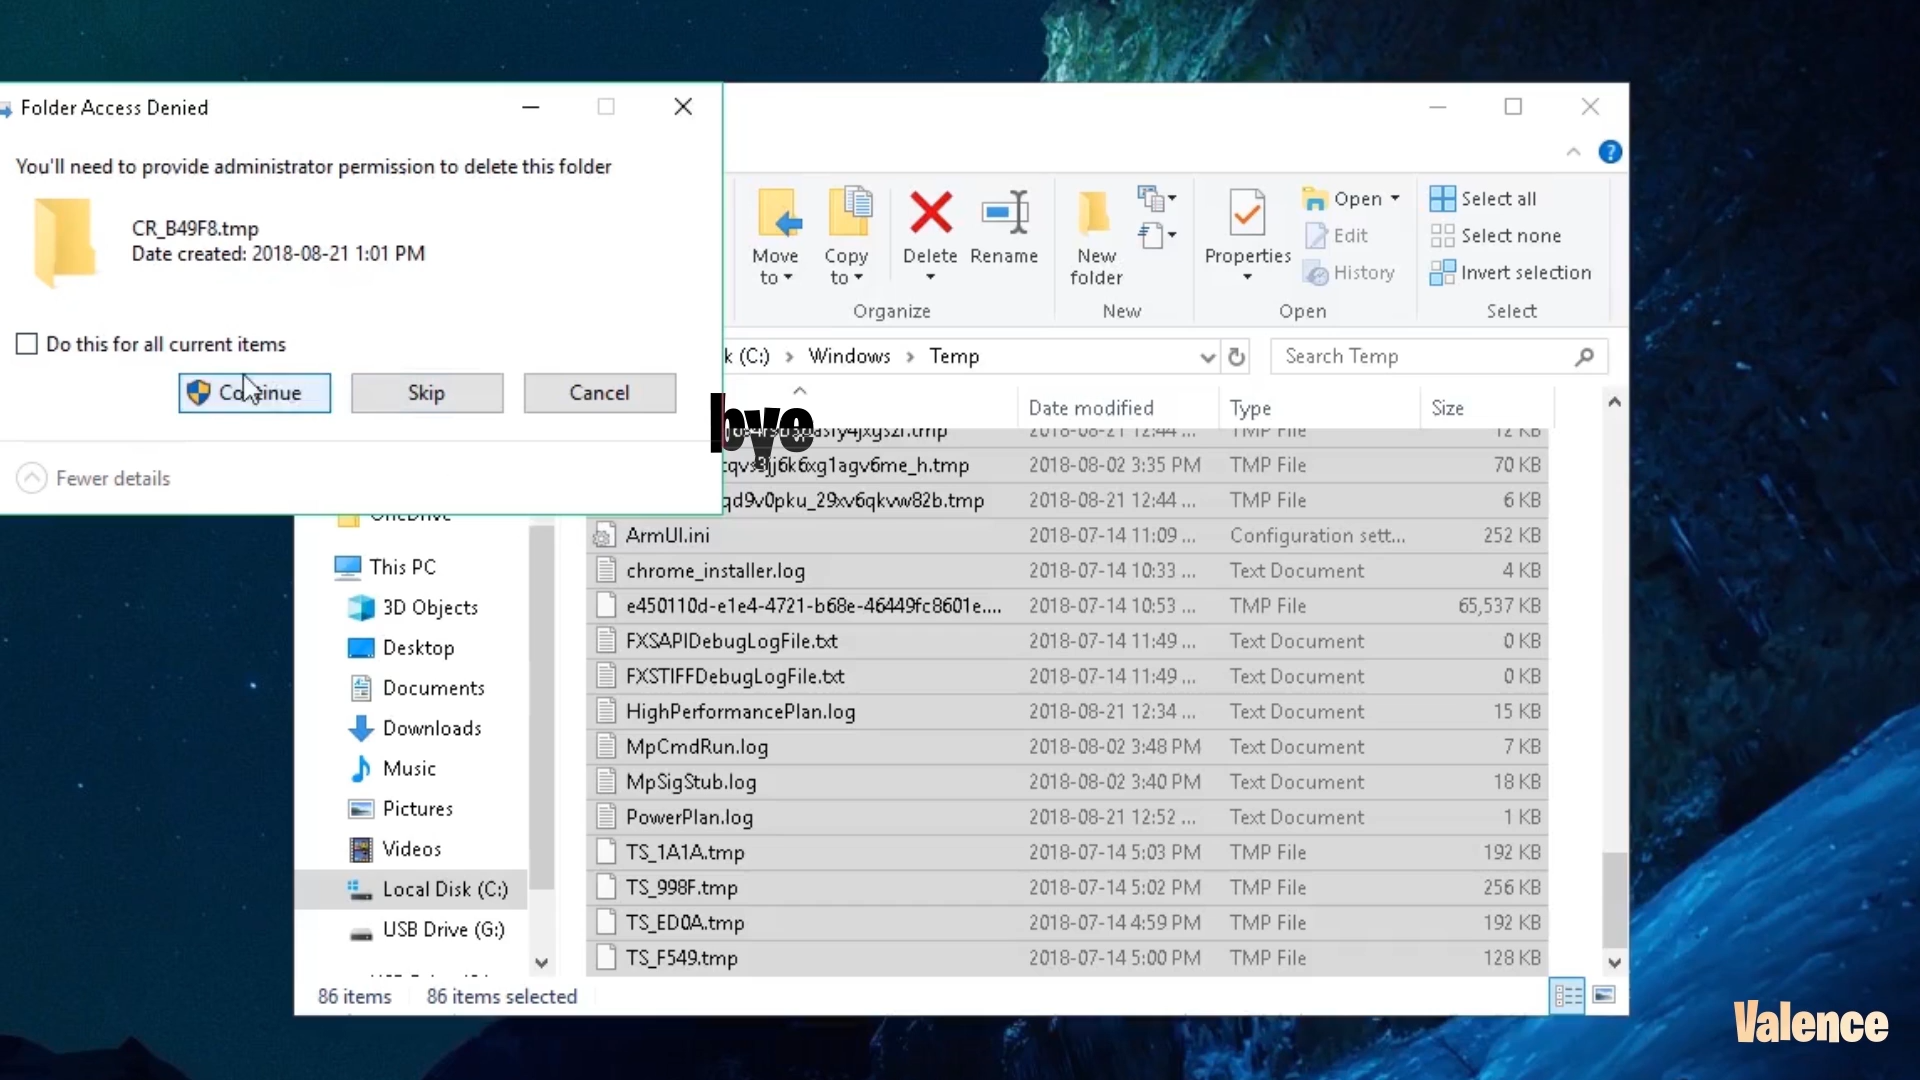 Folder Access Denied
You'll need to provide administrator permission to delete this folder
CR_B49F8.tmp
Date created: 2018-08-21 1:01 PM
Do this for all current items
Continue
Skip
Cancel
Fewer details
bye
Move to
Copy to
Delete
Rename
New folder
Properties
Open
Edit
History
Select all
Select none
Invert selection
Organize
New
Open
Select
k (C:) > Windows > Temp
Search Temp
Date modified Type Size
2018-08-21 12:44 ... TMP File 12 KB
jj6k6xg1agv6me_h.tmp 2018-08-02 3:35 PM TMP File 70 KB
qd9v0pku_29xv6qkvw82b.tmp 2018-08-21 12:44 ... TMP File 6 KB
ArmUI.ini 2018-07-14 11:09 ... Configuration sett... 252 KB
chrome_installer.log 2018-07-14 10:33 ... Text Document 4 KB
e450110d-e1e4-4721-b68e-46449fc8601e.... 2018-07-14 10:53 ... TMP File 65,537 KB
FXSAPIDebugLogFile.txt 2018-07-14 11:49 ... Text Document 0 KB
FXSTIFFDebugLogFile.txt 2018-07-14 11:49 ... Text Document 0 KB
HighPerformancePlan.log 2018-08-21 12:34 ... Text Document 15 KB
MpCmdRun.log 2018-08-02 3:48 PM Text Document 7 KB
MpSigStub.log 2018-08-02 3:40 PM Text Document 18 KB
PowerPlan.log 2018-08-21 12:52 ... Text Document 1 KB
TS_1A1A.tmp 2018-07-14 5:03 PM TMP File 192 KB
TS_998F.tmp 2018-07-14 5:02 PM TMP File 256 KB
TS_ED0A.tmp 2018-07-14 4:59 PM TMP File 192 KB
TS_F549.tmp 2018-07-14 5:00 PM TMP File 128 KB
OneDrive
This PC
3D Objects
Desktop
Documents
Downloads
Music
Pictures
Videos
Local Disk (C:)
USB Drive (G:)
86 items 86 items selected
Valence